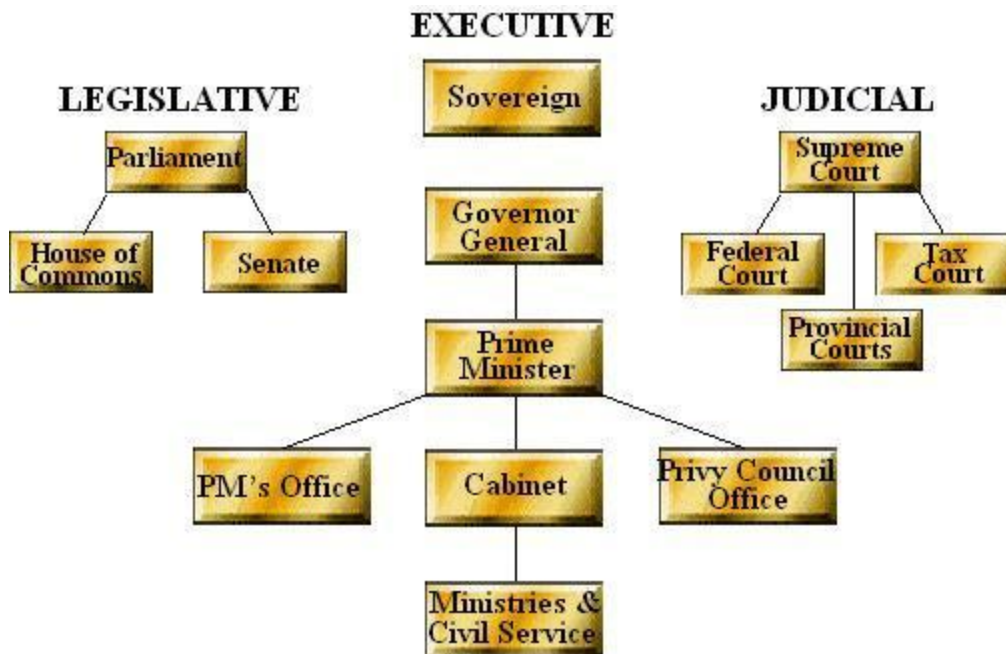 EXECUTIVE
Sovereign
LEGISLATIVE
Parliament
House of
Commons
Senate
Governor
General
JUDICIAL
Supreme
Court
Federal
Court
Tax
Court
Provincial
Courts
Prime
Minister
PM's Office
Cabinet
Privy Council
Office
Ministries &
Civil Service